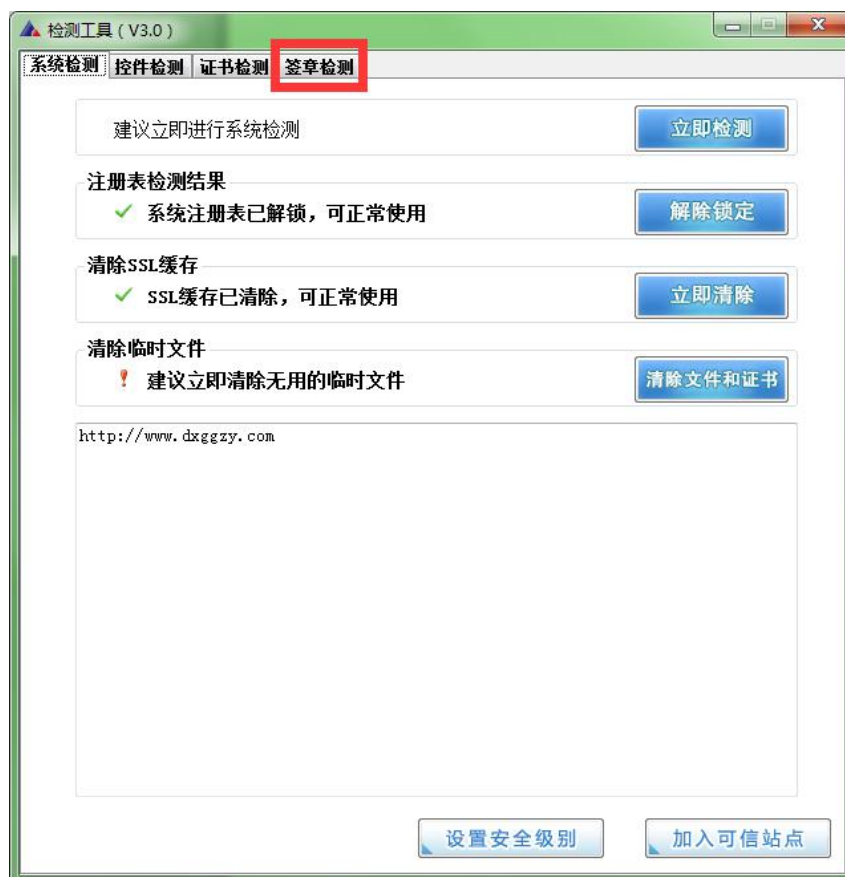 检测工具(V3.0)
系统检测 控件检测 证书检测 签章检测
建议立即进行系统检测 立即检测
注册表检测结果
系统注册表已解锁，可正常使用 解除锁定
清除SSL缓存
SSL缓存已清除，可正常使用 立即清除
清除临时文件
建议立即清除无用的临时文件 清除文件和证书
http://www.dxggzy.com
设置安全级别 加入可信站点